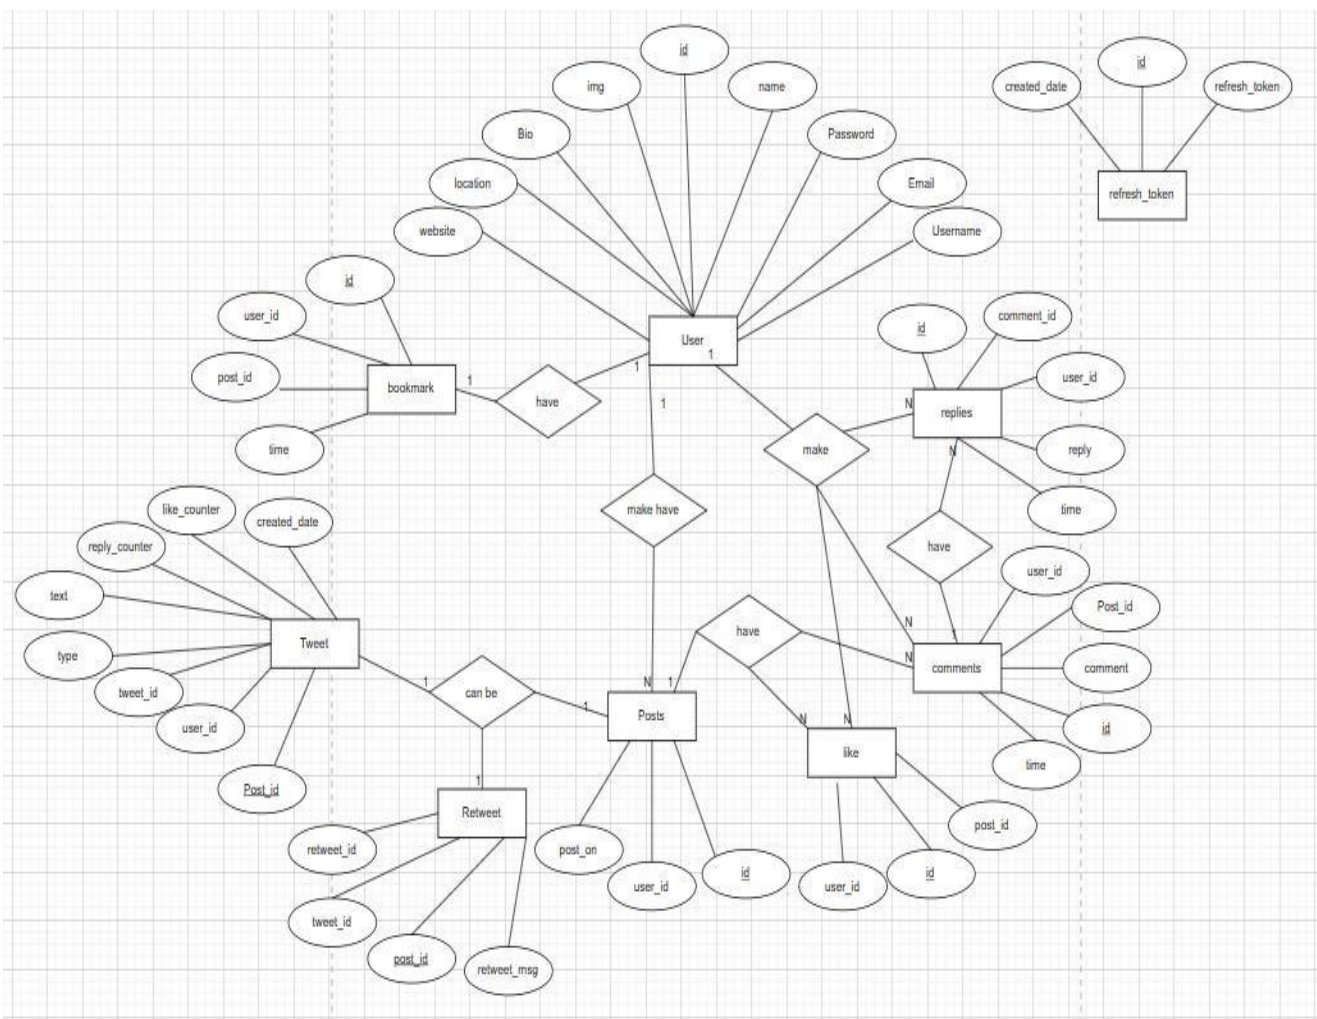 id
img
name
Bio
Password
location
Email
website
Username
User
1
1
1
created_date
id
refresh_token
refresh_token
id
user_id
post_id
time
bookmark
1
have
make have
make
N
id
comment_id
user_id
reply
time
replies
N
have
1
user_id
Post_id
comment
id
time
comments
N
N
have
1
N
N
like
user_id
id
post_id
N
Posts
1
post_on
user_id
id
can be
1
1
like_counter
created_date
reply_counter
text
type
tweet_id
user_id
Post_id
Tweet
Retweet
retweet_id
tweet_id
post_id
retweet_msg